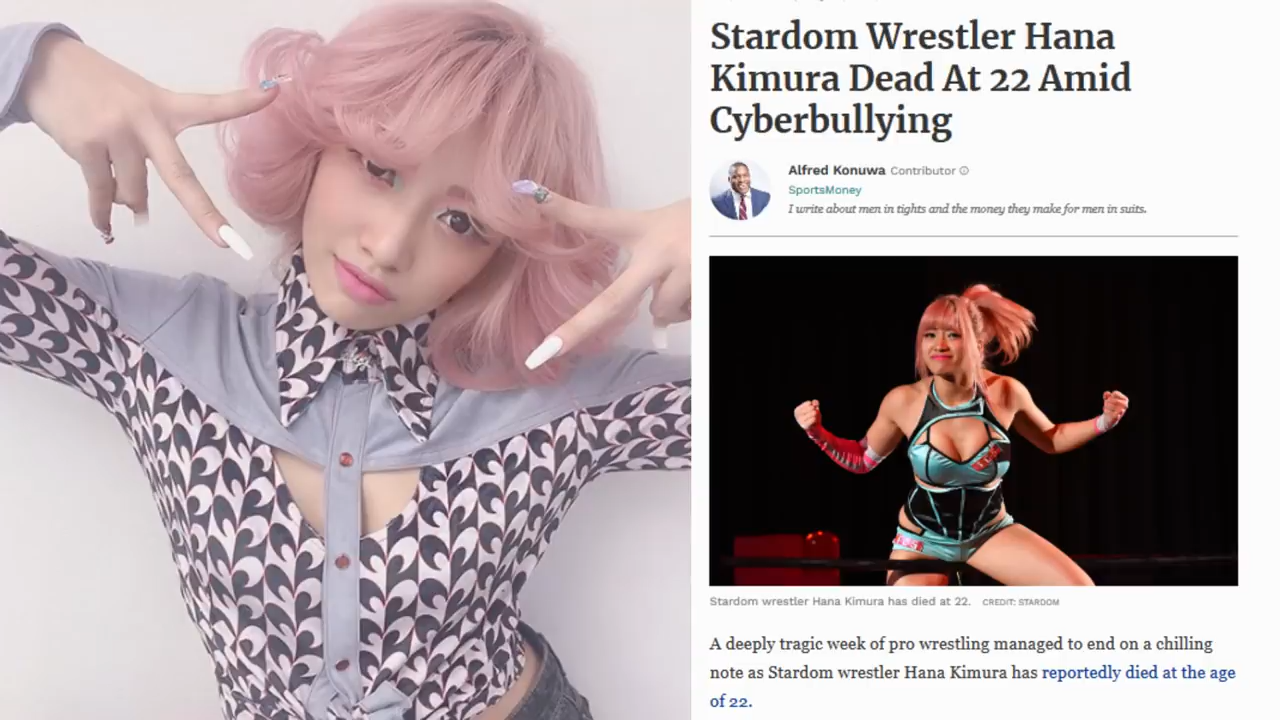 Stardom Wrestler Hana
Kimura Dead At 22 Amid
Cyberbullying
Alfred Konuwa Contributor
SportsMoney
I write about men in tights and the money they make for men in suits.
Stardom wrestler Hana Kimura has died at 22. CREDIT: STARDOM
A deeply tragic week of pro wrestling managed to end on a chilling
note as Stardom wrestler Hana Kimura has reportedly died at the age
of 22.